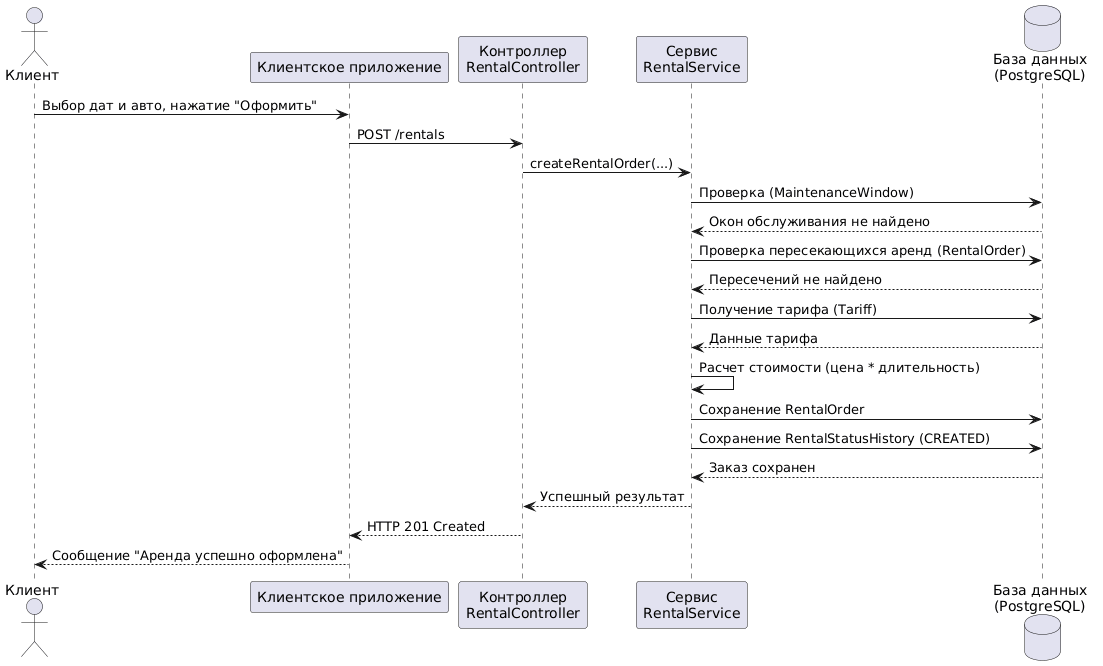 Клиент
Клиентское приложение
Контроллер
RentalController
Сервис
RentalService
База данных
(PostgreSQL)
Выбор дат и авто, нажатие "Оформить"
POST /rentals
createRentalOrder(...)
Проверка (MaintenanceWindow)
Окон обслуживания не найдено
Проверка пересекающихся аренд (RentalOrder)
Пересечений не найдено
Получение тарифа (Tariff)
Данные тарифа
Расчет стоимости (цена * длительность)
Сохранение RentalOrder
Сохранение RentalStatusHistory (CREATED)
Заказ сохранен
Успешный результат
HTTP 201 Created
Сообщение "Аренда успешно оформлена"
Клиент
Клиентское приложение
Контроллер
RentalController
Сервис
RentalService
База данных
(PostgreSQL)